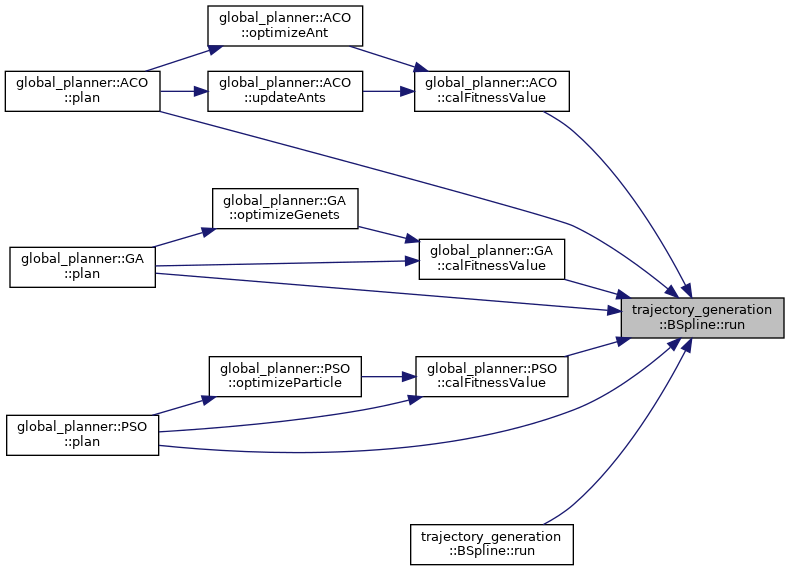 global_planner::ACO
::optimizeAnt
global_planner::ACO
::plan
global_planner::ACO
::updateAnts
global_planner::ACO
::calFitnessValue
global_planner::GA
::optimizeGenets
global_planner::GA
::plan
global_planner::GA
::calFitnessValue
trajectory_generation
::BSpline::run
global_planner::PSO
::optimizeParticle
global_planner::PSO
::calFitnessValue
global_planner::PSO
::plan
trajectory_generation
::BSpline::run